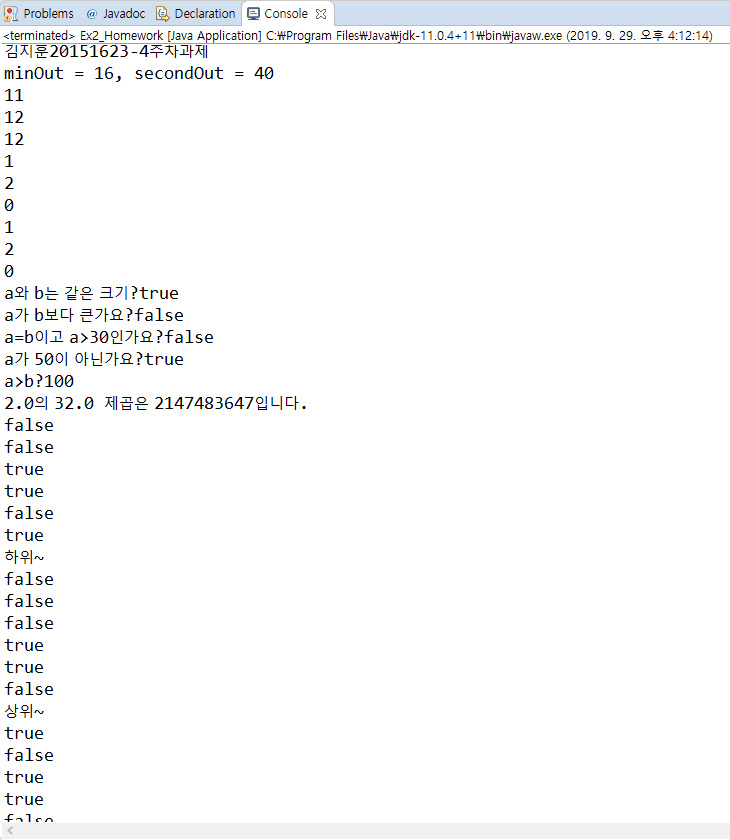 Problems @ Javadoc Declaration Console
<terminated> Ex2_Homework [Java Application] C:₩Program Files₩Java₩jdk-11.0.4+11₩bin₩javaw.exe (2019. 9. 29. 오후 4:12:14)
김지훈20151623-4주차과제
minOut = 16, secondOut = 40
11
12
12
1
2
0
1
2
0
a와 b는 같은 크기?true
a가 b보다 큰가요?false
a=b이고 a>30인가요?false
a가 50이 아닌가요?true
a>b?100
2.0의 32.0 제곱은 2147483647입니다.
false
false
true
true
false
true
하위~
false
false
false
true
true
false
상위~
true
false
true
true
false